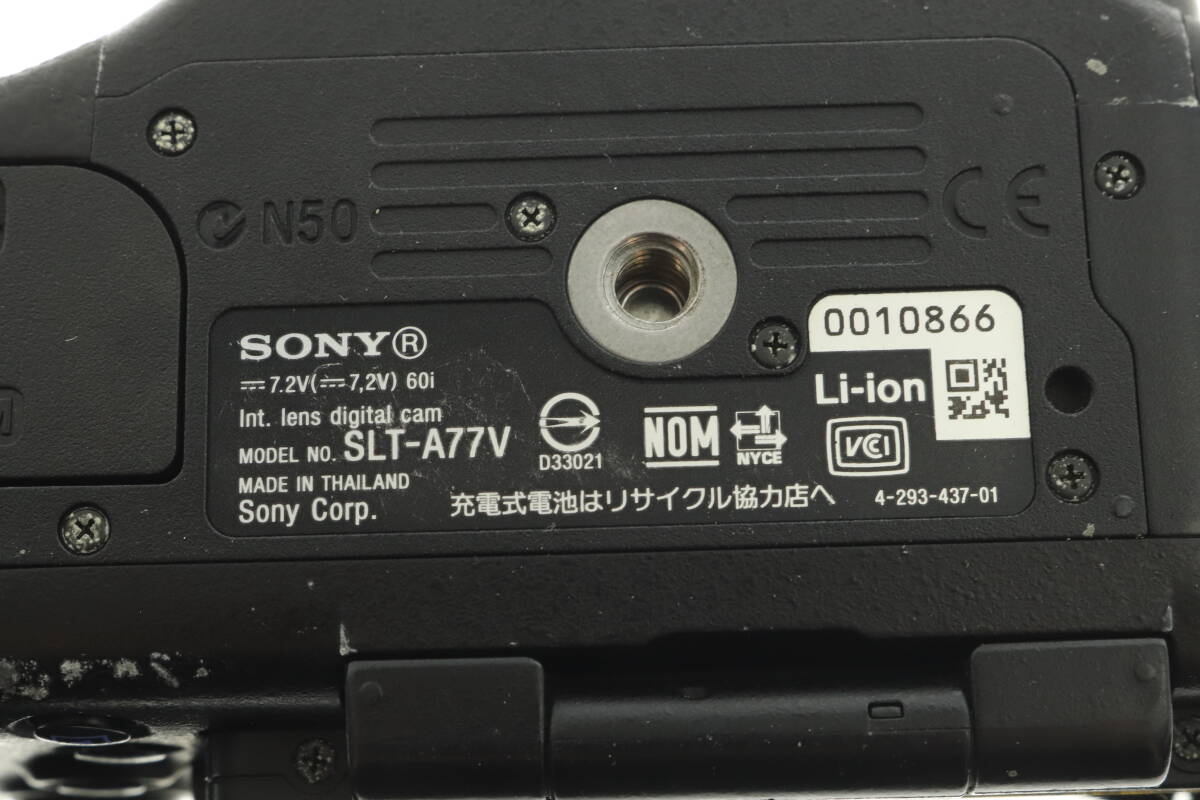 N50
CE
SONY®
⎓ 7.2V(⎓ 7,2V) 60i
Int. lens digital cam
MODEL NO. SLT-A77V
MADE IN THAILAND
Sony Corp.
D33021
NOM
NYCE
0010866
Li-ion
VCI
充電式電池はリサイクル協力店へ
4-293-437-01